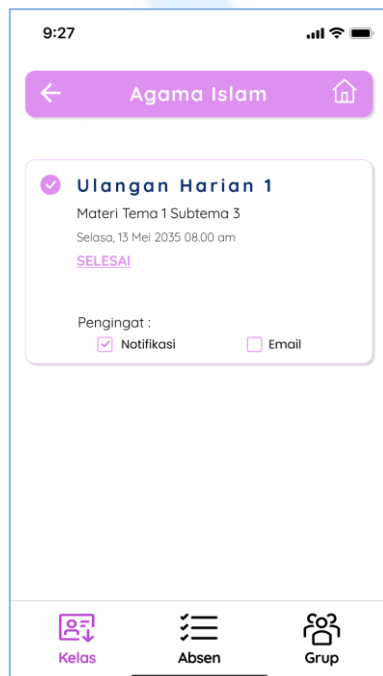 9:27
Agama Islam
Ulangan Harian 1
Materi Tema 1 Subtema 3
Selasa, 13 Mei 2035 08.00 am
SELESAI
Pengingat :
Notifikasi Email
Kelas Absen Grup